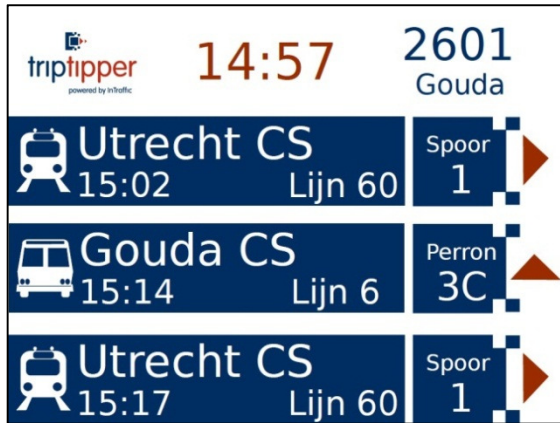 triptipper
powered by InTraffic
14:57
2601
Gouda
Utrecht CS
15:02 Lijn 60
Spoor
1
Gouda CS
15:14 Lijn 6
Perron
3C
Utrecht CS
15:17 Lijn 60
Spoor
1